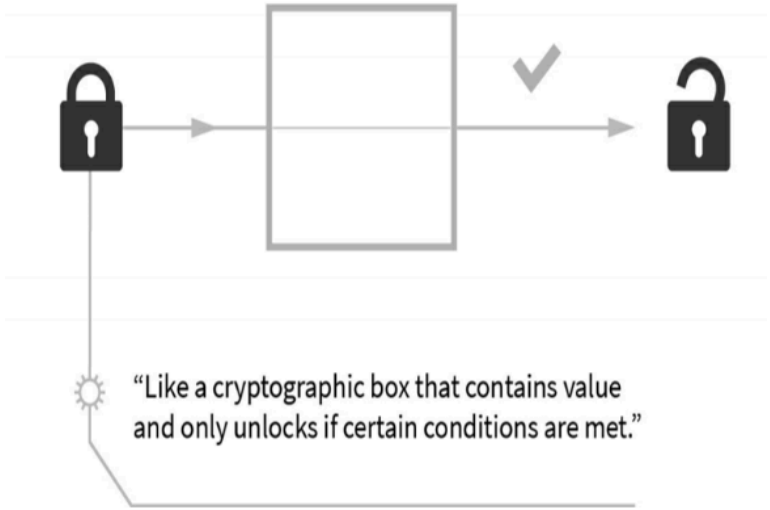 “Like a cryptographic box that contains value
and only unlocks if certain conditions are met.”